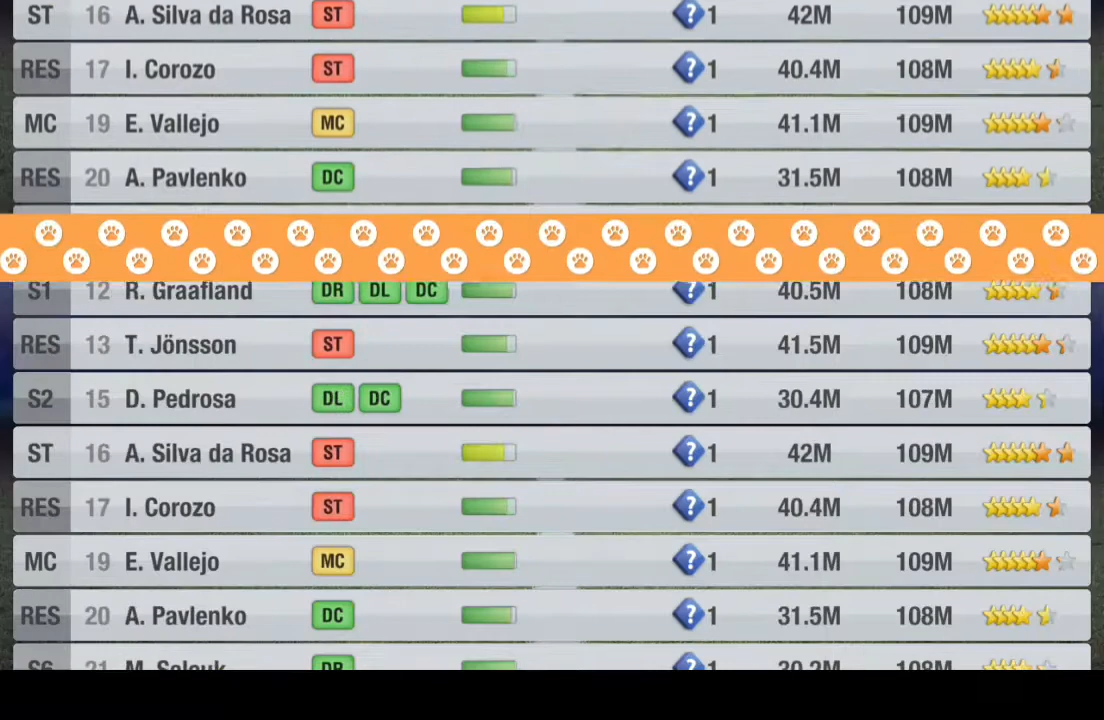 ST 16 A. Silva da Rosa ST ? 1 42M 109M
RES 17 I. Corozo ST ? 1 40.4M 108M
MC 19 E. Vallejo MC ? 1 41.1M 109M
RES 20 A. Pavlenko DC ? 1 31.5M 108M
S1 12 R. Graafland DR DL DC ? 1 40.5M 108M
RES 13 T. Jönsson ST ? 1 41.5M 109M
S2 15 D. Pedrosa DL DC ? 1 30.4M 107M
ST 16 A. Silva da Rosa ST ? 1 42M 109M
RES 17 I. Corozo ST ? 1 40.4M 108M
MC 19 E. Vallejo MC ? 1 41.1M 109M
RES 20 A. Pavlenko DC ? 1 31.5M 108M
S6 21 M. ? 1 108M